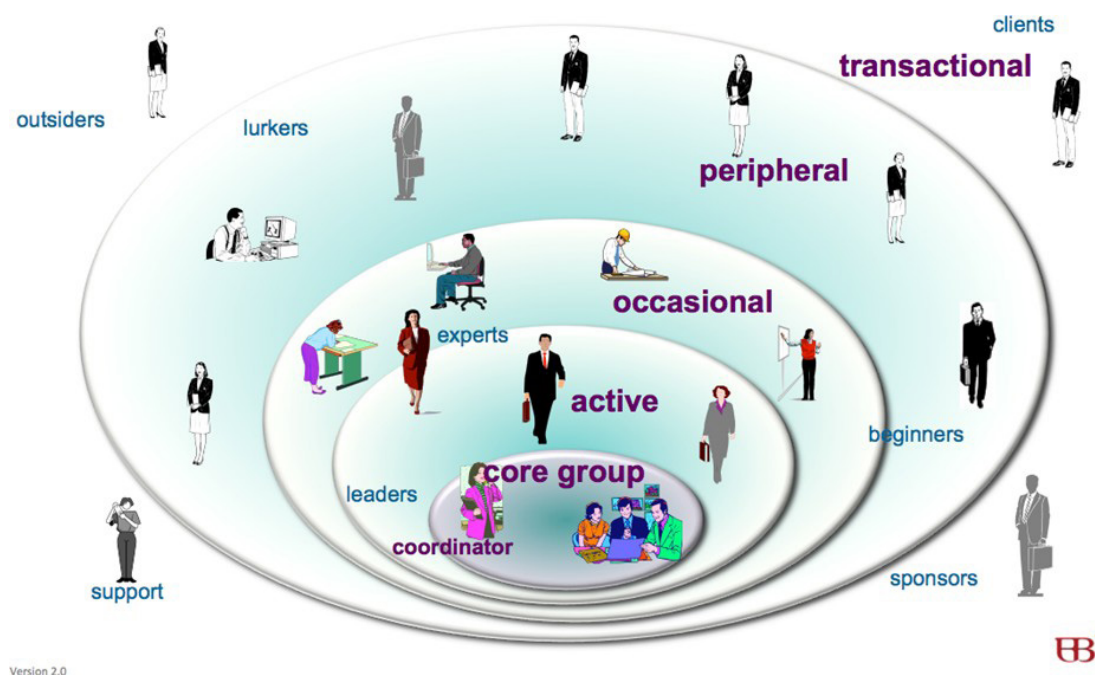 clients
transactional
outsiders
lurkers
peripheral
occasional
experts
active
beginners
core group
leaders
coordinator
sponsors
support
Version 2.0